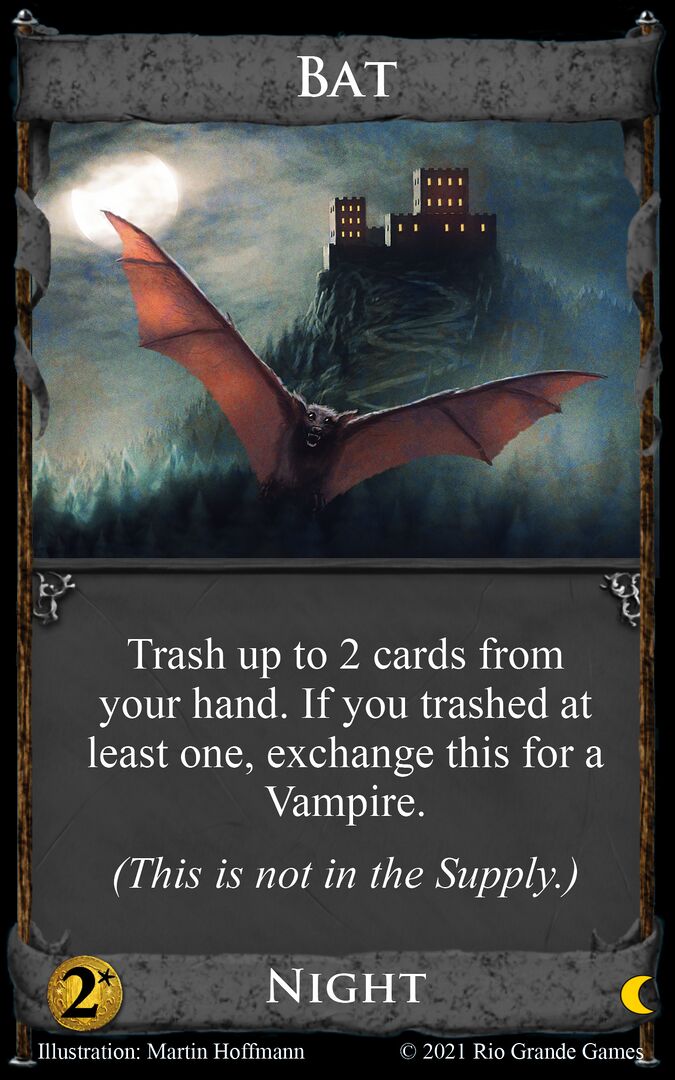 BAT
Trash up to 2 cards from
your hand. If you trashed at
least one, exchange this for a
Vampire.
(This is not in the Supply.)
2*
NIGHT
Illustration: Martin Hoffmann
© 2021 Rio Grande Games